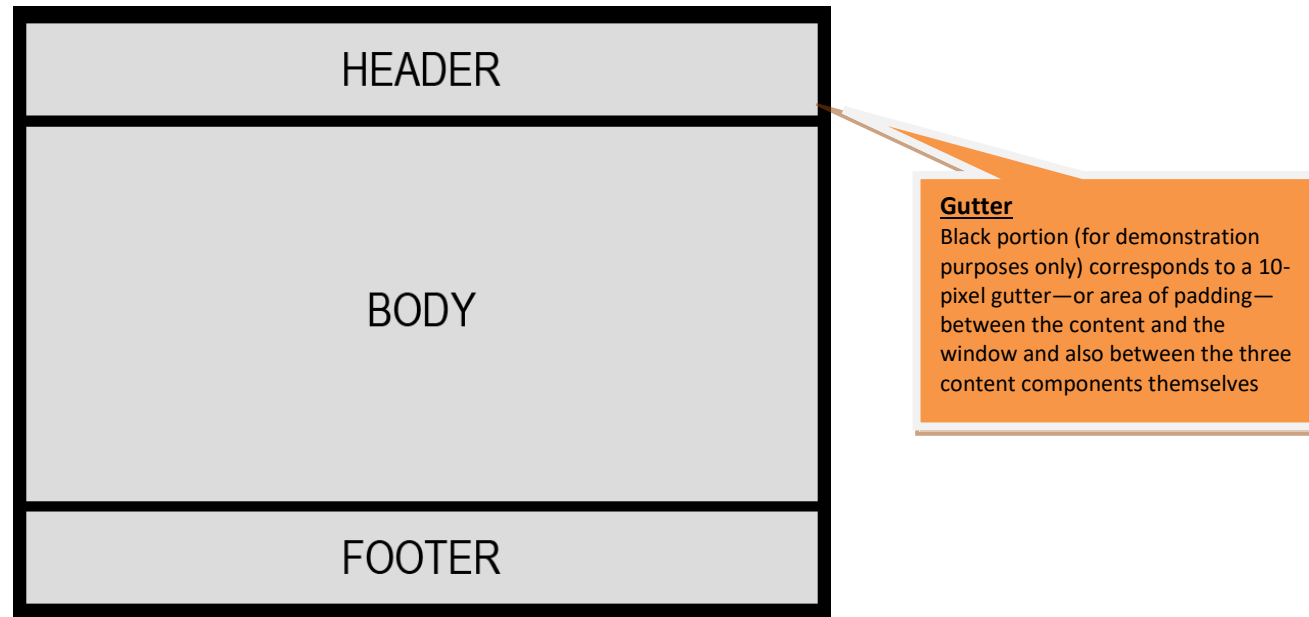 HEADER
BODY
FOOTER
Gutter
Black portion (for demonstration
purposes only) corresponds to a 10-
pixel gutter—or area of padding—
between the content and the
window and also between the three
content components themselves